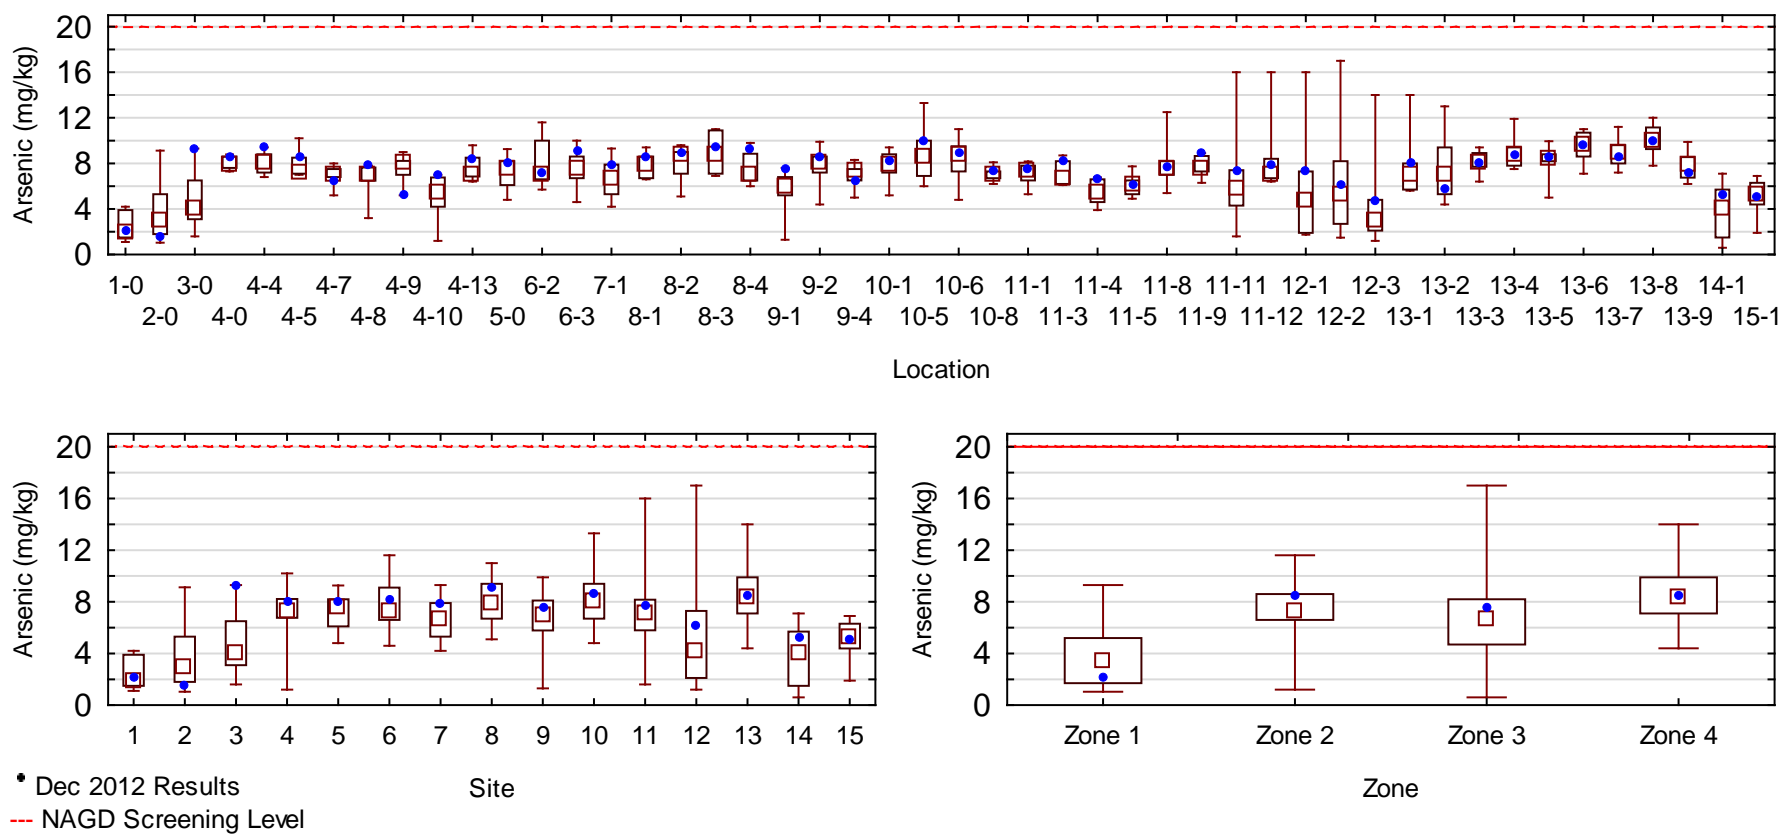 Arsenic (mg/kg)
20
16
12
8
4
0
1-0 3-0 4-4 4-7 4-9 4-13 6-2 7-1 8-2 8-4 9-2 10-1 10-6 11-1 11-4 11-8 11-11 12-1 12-3 13-2 13-4 13-6 13-8 14-1
2-0 4-0 4-5 4-8 4-10 5-0 6-3 8-1 8-3 9-1 9-4 10-5 10-8 11-3 11-5 11-9 11-12 12-2 13-1 13-3 13-5 13-7 13-9 15-1
Location
Arsenic (mg/kg)
20
16
12
8
4
0
1 2 3 4 5 6 7 8 9 10 11 12 13 14 15
Site
Arsenic (mg/kg)
20
16
12
8
4
0
Zone 1 Zone 2 Zone 3 Zone 4
Zone
Dec 2012 Results
NAGD Screening Level